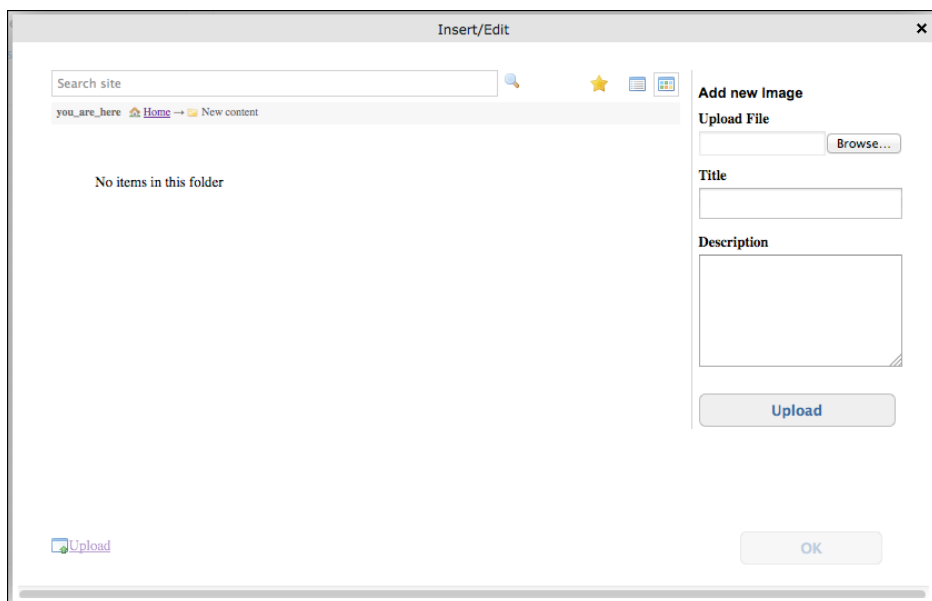 Insert/Edit
Search site
you_are_here Home → New content
No items in this folder
Add new Image
Upload File
Browse...
Title
Description
Upload
Upload
OK